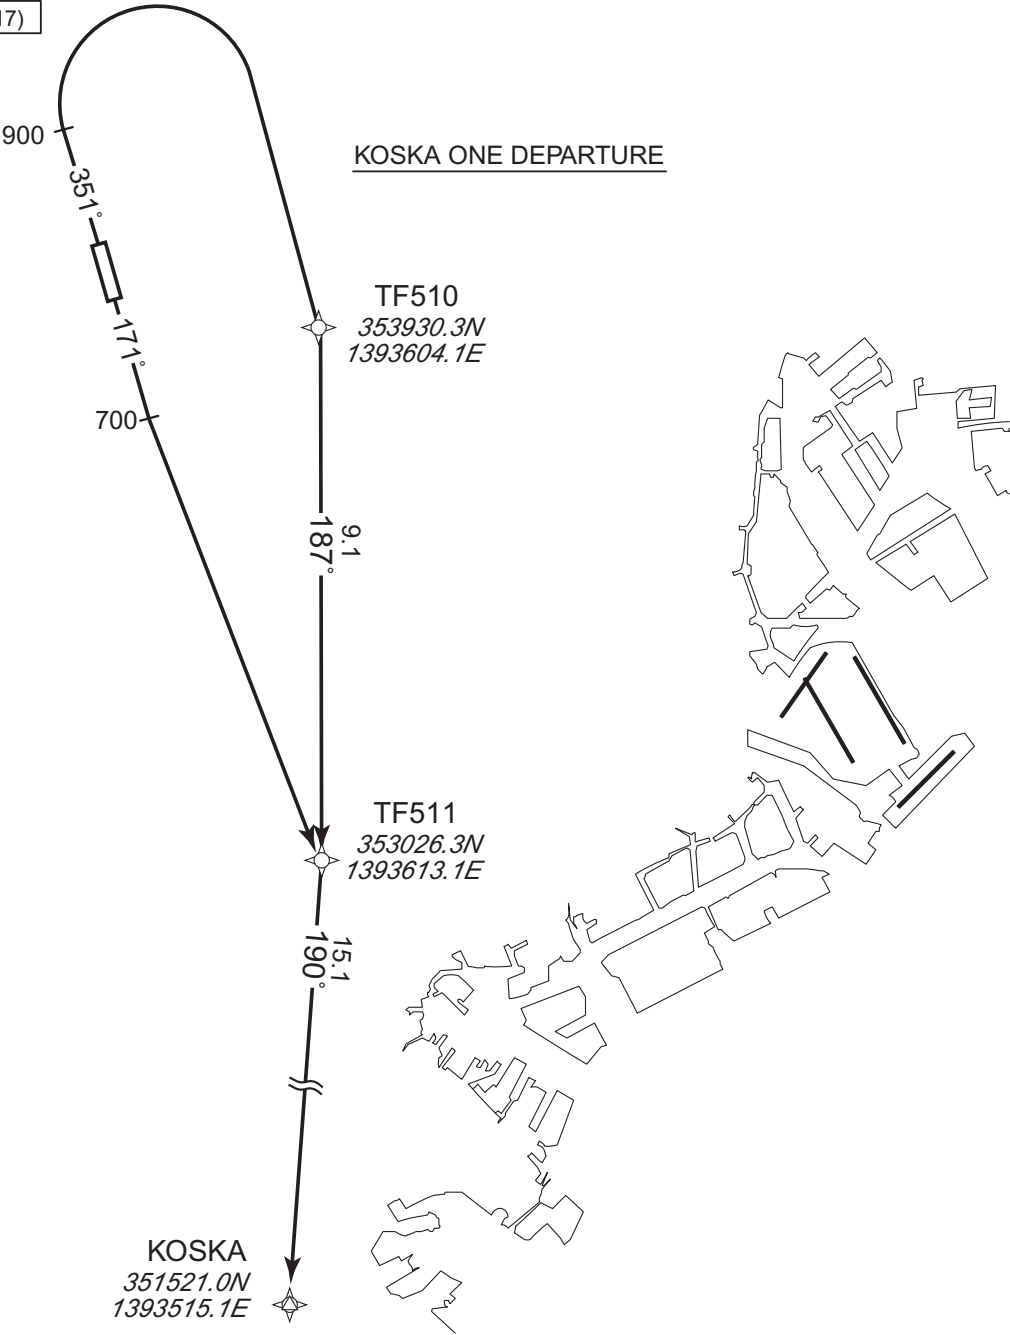 17)
900
KOSKA ONE DEPARTURE
351°
TF510
353930.3N
1393604.1E
171°
700
9.1
187°
TF511
353026.3N
1393613.1E
15.1
190°
KOSKA
351521.0N
1393515.1E